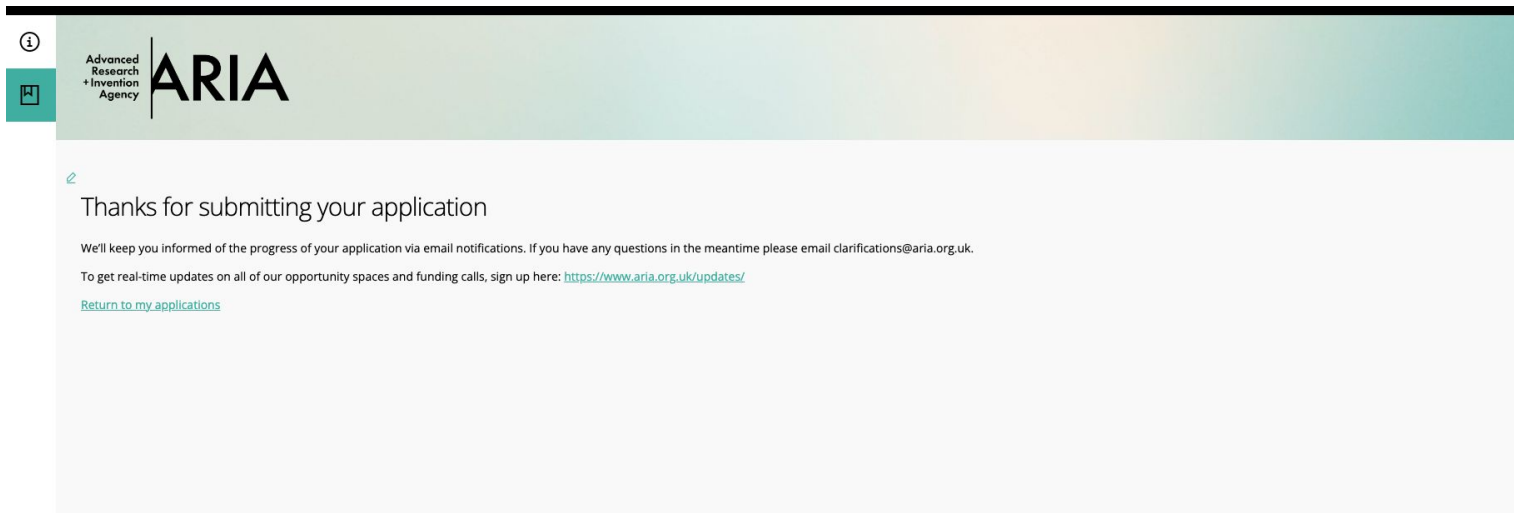 Advanced
Research
+Invention
Agency
ARIA
Thanks for submitting your application
We'll keep you informed of the progress of your application via email notifications. If you have any questions in the meantime please email clarifications@aria.org.uk.
To get real-time updates on all of our opportunity spaces and funding calls, sign up here: https://www.aria.org.uk/updates/
Return to my applications